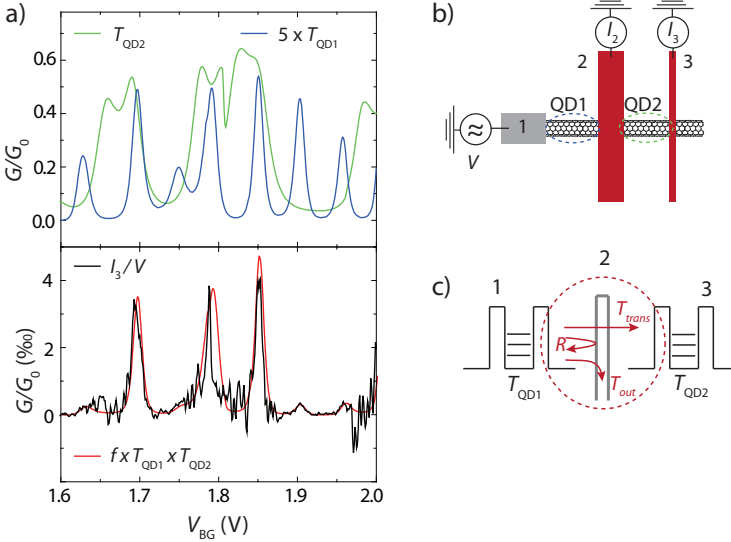 a)
T_QD2
5 x T_QD1
0.6
0.4
0.2
0.0
G/G_0
I_3/V
4
2
0
G/G_0 (‰)
f x T_QD1 x T_QD2
1.6
1.7
1.8
1.9
2.0
V_BG (V)
b)
I_2
I_3
2
3
QD1
QD2
1
≈
V
c)
1
2
3
T_trans
R
T_out
T_QD1
T_QD2